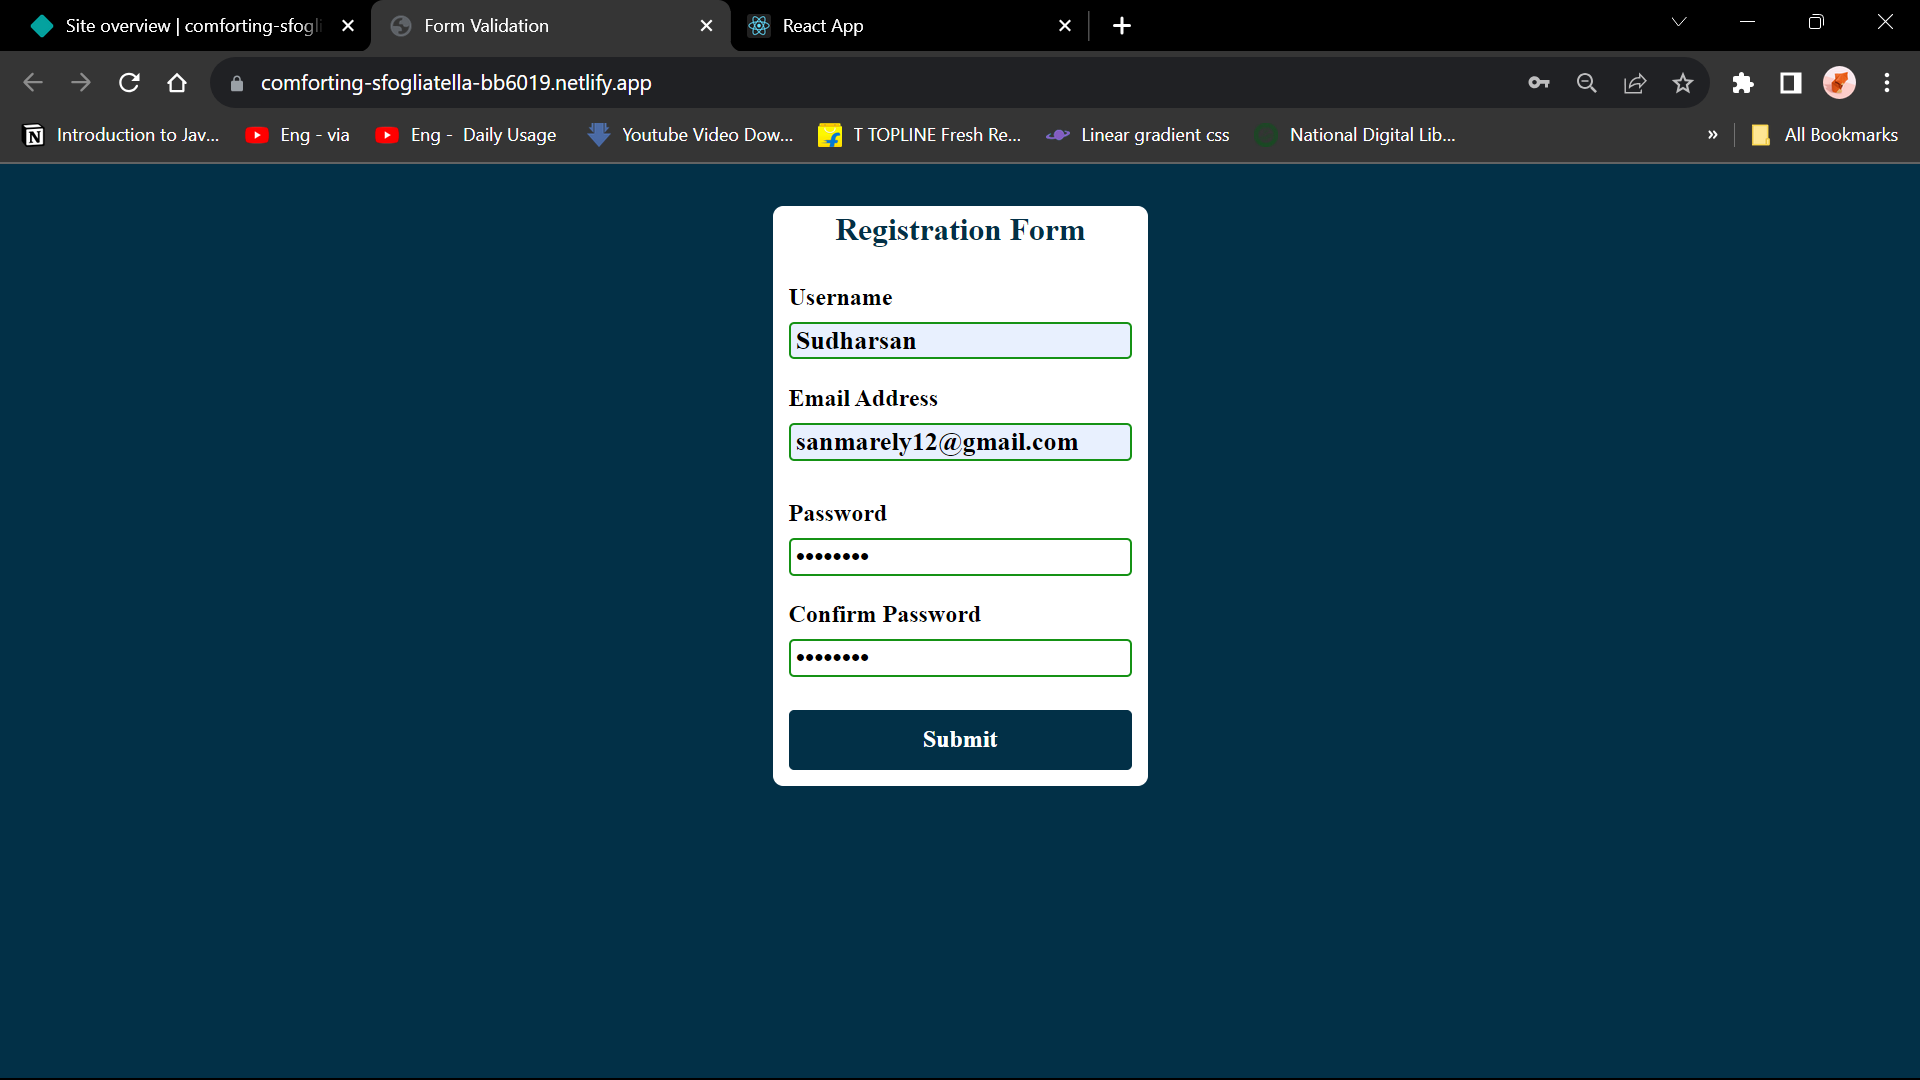 Site overview | comforting-sfogli
Form Validation
React App
comforting-sfogliatella-bb6019.netlify.app
Introduction to Jav...
Eng - via
Eng - Daily Usage
Youtube Video Dow...
T TOPLINE Fresh Re...
Linear gradient css
National Digital Lib...
»
All Bookmarks
Registration Form
Username
Sudharsan
Email Address
sanmarely12@gmail.com
Password
••••••••
Confirm Password
••••••••
Submit